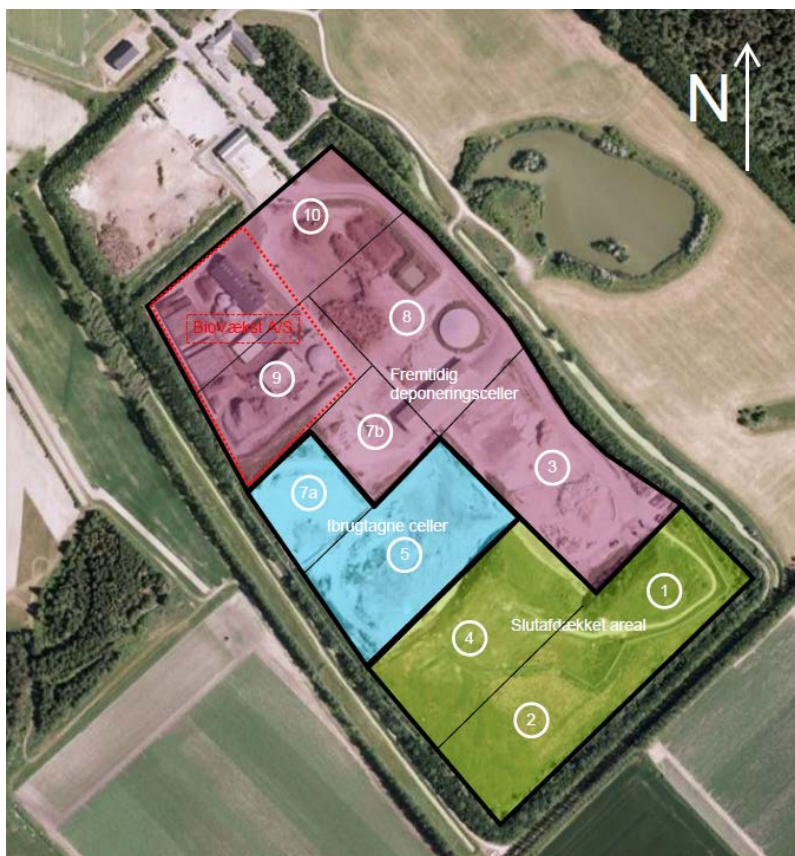 N
10
BioVækst A/S
8
9
Fremtidig
deponeringsceller
7b
3
7a
Ibrugtagne celler
5
1
Slutafdækket areal
4
2